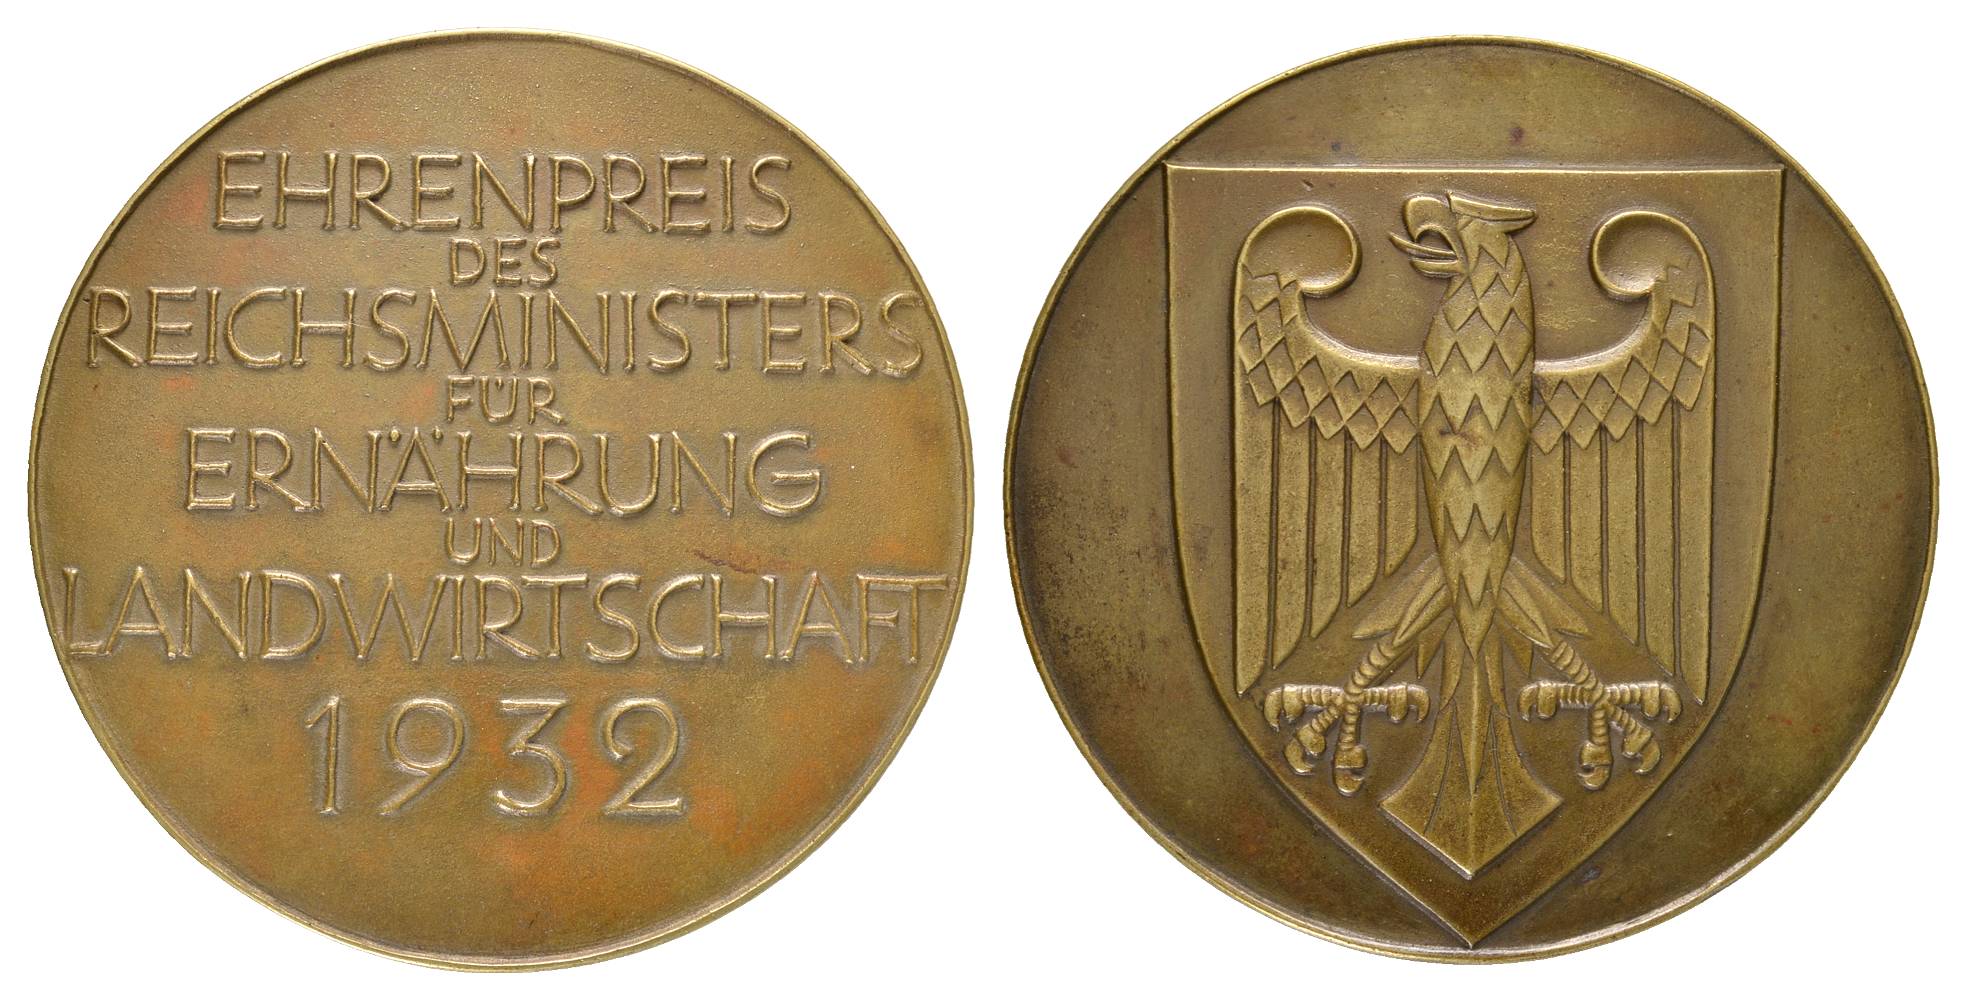 EHRENPREIS
DES
REICHSMINISTERS
FÜR
ERNÄHRUNG
UND
LANDWIRTSCHAFT
1932